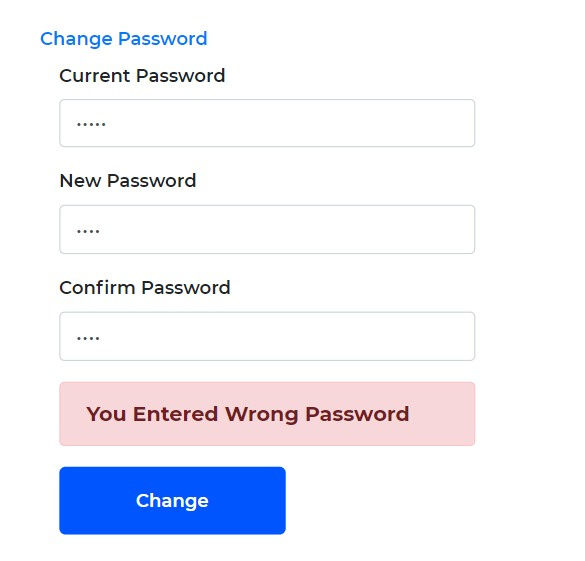 Change Password
Current Password
•••••
New Password
••••
Confirm Password
••••
You Entered Wrong Password
Change